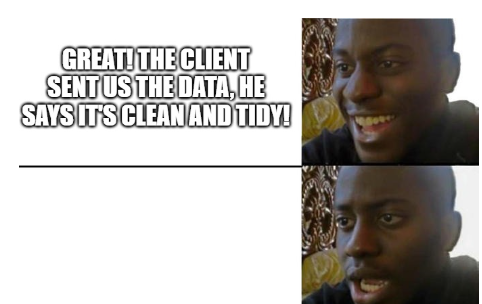 GREAT! THE CLIENT
SENT US THE DATA, HE
SAYS IT'S CLEAN AND TIDY!